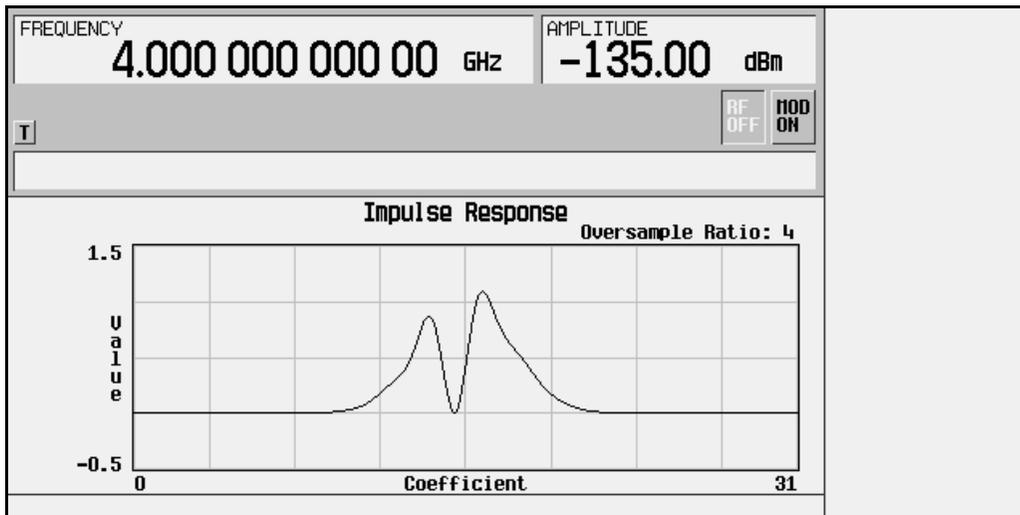 FREQUENCY
4.000 000 000 00 GHz
AMPLITUDE
-135.00 dBm
RF OFF
MOD ON
T
Impulse Response
Oversample Ratio: 4
1.5
Value
-0.5
0
Coefficient
31